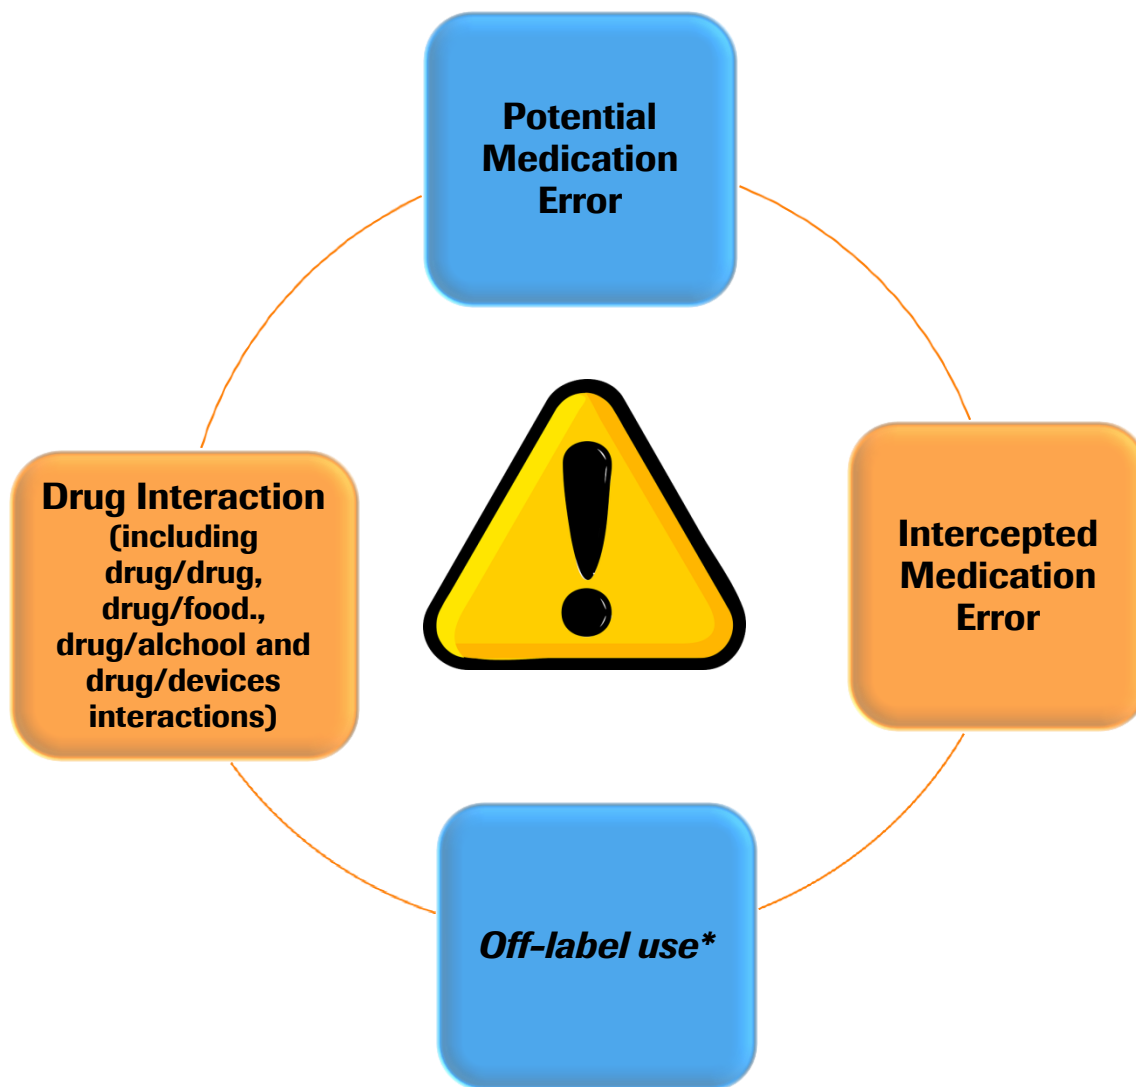 Potential
Medication
Error
Drug Interaction
(including
drug/drug,
drug/food.,
drug/alchool and
drug/devices
interactions)
Intercepted
Medication
Error
Off-label use*